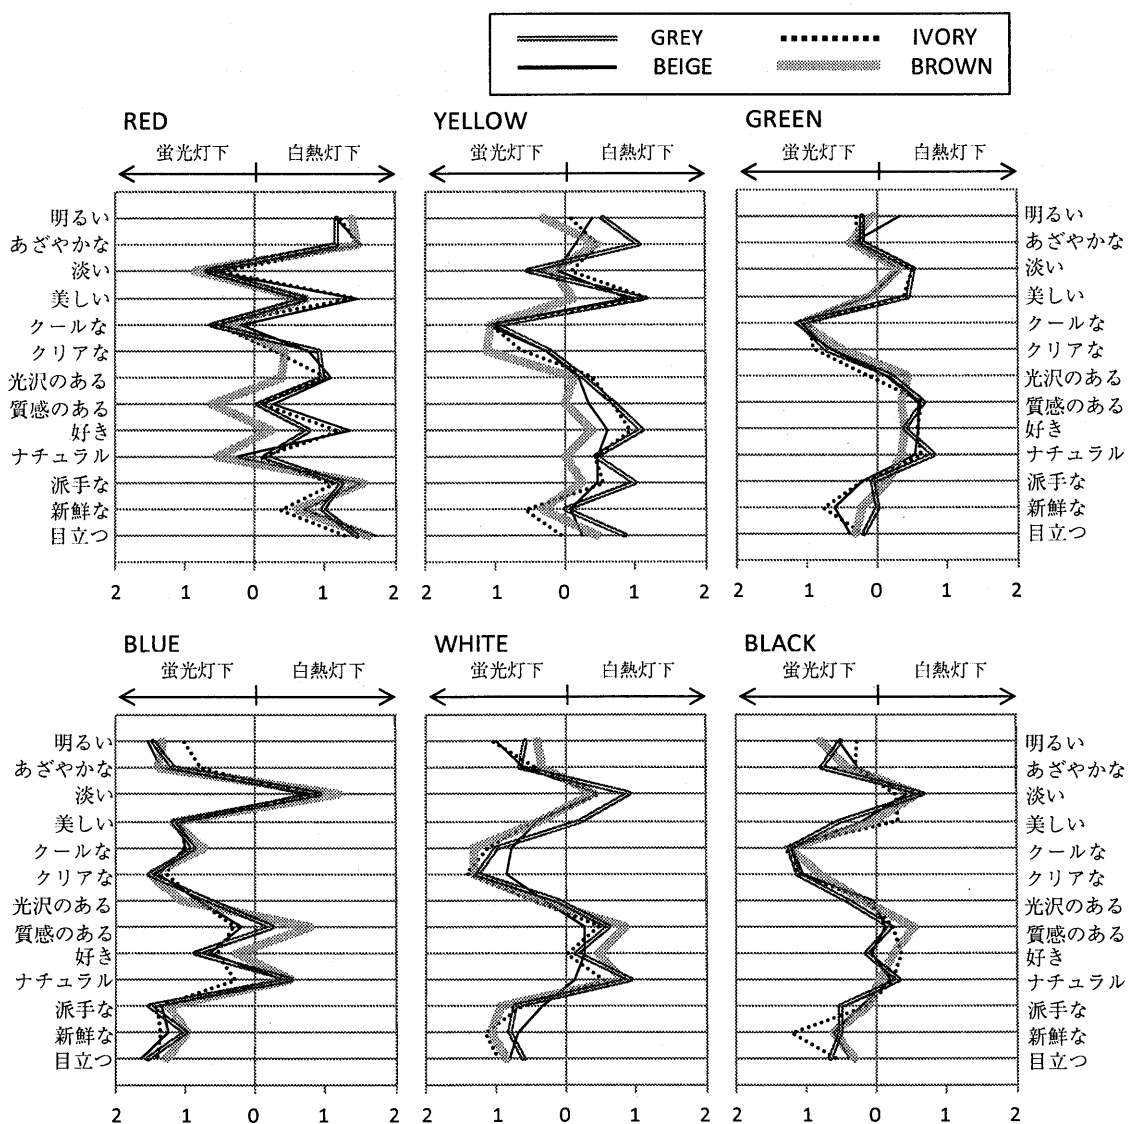 GREY IVORY
BEIGE BROWN
RED YELLOW GREEN
蛍光灯下 白熱灯下 蛍光灯下 白熱灯下 蛍光灯下 白熱灯下
明るい 明るい
あざやかな あざやかな
淡い 淡い
美しい 美しい
クールな クールな
クリアな クリアな
光沢のある 光沢のある
質感のある 質感のある
好き 好き
ナチュラル ナチュラル
派手な 派手な
新鮮な 新鮮な
目立つ 目立つ
2 1 0 1 2 2 1 0 1 2 2 1 0 1 2
BLUE WHITE BLACK
蛍光灯下 白熱灯下 蛍光灯下 白熱灯下 蛍光灯下 白熱灯下
明るい 明るい
あざやかな あざやかな
淡い 淡い
美しい 美しい
クールな クールな
クリアな クリアな
光沢のある 光沢のある
質感のある 質感のある
好き 好き
ナチュラル ナチュラル
派手な 派手な
新鮮な 新鮮な
目立つ 目立つ
2 1 0 1 2 2 1 0 1 2 2 1 0 1 2